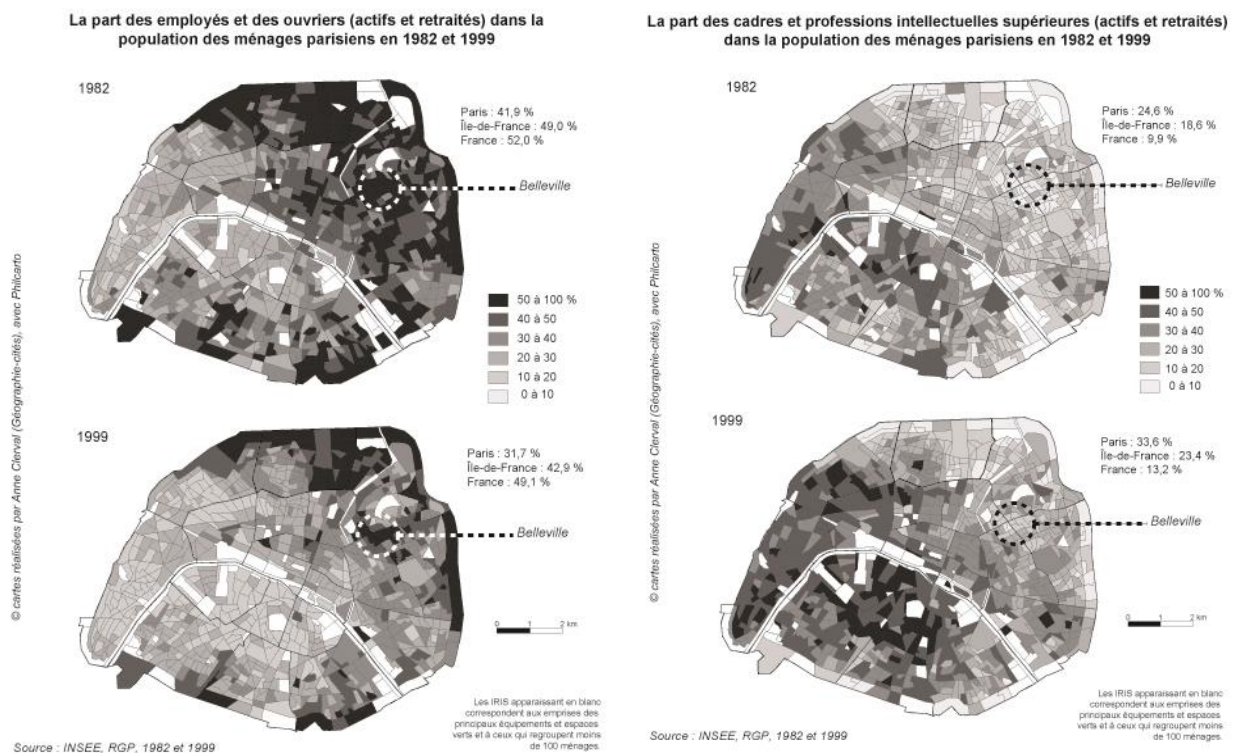 La part des employés et des ouvriers (actifs et retraités) dans la
population des ménages parisiens en 1982 et 1999
1982
Paris : 41,9 %
Île-de-France : 49,0 %
France : 52,0 %
Belleville
50 à 100 %
40 à 50
30 à 40
20 à 30
10 à 20
0 à 10
1999
Paris : 31,7 %
Île-de-France : 42,9 %
France : 49,1 %
Belleville
0 1 2 km
Les IRIS apparaissant en blanc
correspondent aux emprises des
principaux équipements et espaces
verts et à ceux qui regroupent moins
de 100 ménages.
© cartes réalisées par Anne Clerval (Géographie-cités), avec Philcarto
Source : INSEE, RGP, 1982 et 1999
La part des cadres et professions intellectuelles supérieures (actifs et retraités)
dans la population des ménages parisiens en 1982 et 1999
1982
Paris : 24,6 %
Île-de-France : 18,6 %
France : 9,9 %
Belleville
50 à 100 %
40 à 50
30 à 40
20 à 30
10 à 20
0 à 10
1999
Paris : 33,6 %
Île-de-France : 23,4 %
France : 13,2 %
Belleville
0 1 2 km
Les IRIS apparaissant en blanc
correspondent aux emprises des
principaux équipements et espaces
verts et à ceux qui regroupent moins
de 100 ménages.
© cartes réalisées par Anne Clerval (Géographie-cités), avec Philcarto
Source : INSEE, RGP, 1982 et 1999